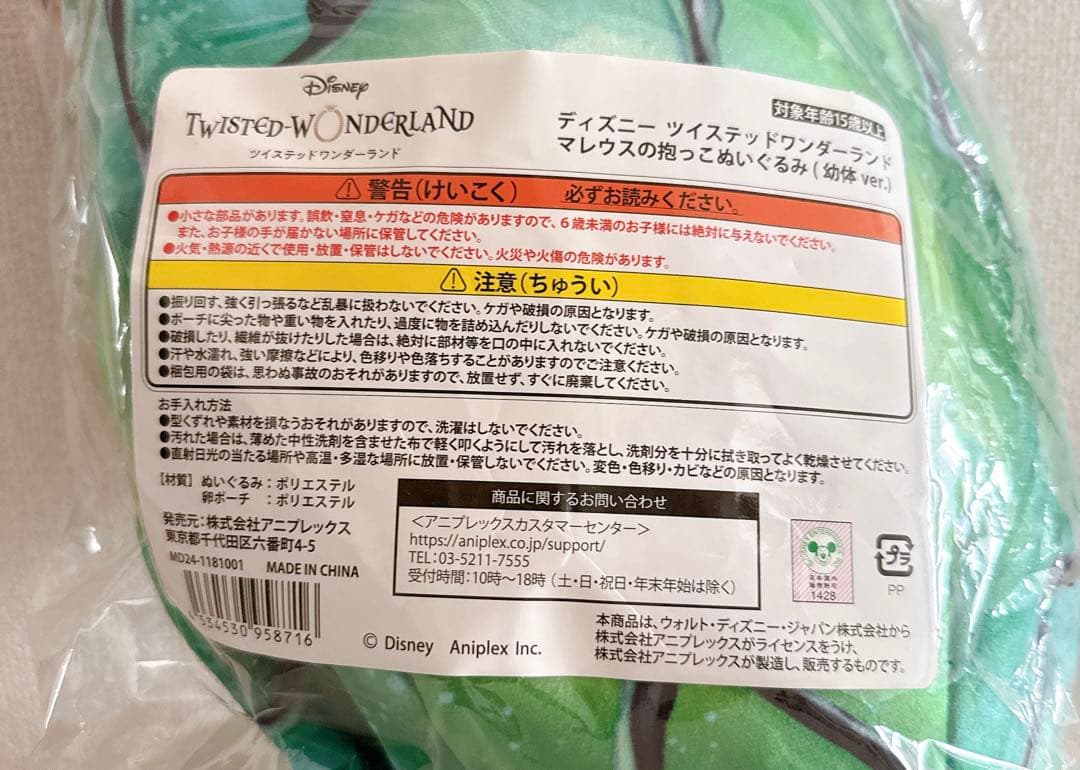 Disney
TWISTED-WONDERLAND
ツイステッドワンダーランド
対象年齢15歳以上
ディズニー ツイステッドワンダーランド
マレウスの抱っこぬいぐるみ(幼体 ver.)
⚠ 警告(けいこく) 必ずお読みください。
●小さな部品があります。誤飲・窒息・ケガなどの危険がありますので、6歳未満のお子様には絶対に与えないでください。
また、お子様の手が届かない場所に保管してください。
●火気・熱源の近くで使用・放置・保管はしないでください。火災や火傷の危険があります。
⚠ 注意(ちゅうい)
●振り回す、強く引っ張るなど乱暴に扱わないでください。ケガや破損の原因となります。
●ポーチに尖った物や重い物を入れたり、過度に物を詰め込んだりしないでください。ケガや破損の原因となります。
●破損したり、繊維が抜けたりした場合は、絶対に部材等を口の中に入れないでください。
●汗や水濡れ、強い摩擦などにより、色移りや色落ちすることがありますのでご注意ください。
●梱包用の袋は、思わぬ事故のおそれがありますので、放置せず、すぐに廃棄してください。
お手入れ方法
●型くずれや素材を損なうおそれがありますので、洗濯はしないでください。
●汚れた場合は、薄めた中性洗剤を含ませた布で軽く叩くようにして汚れを落とし、洗剤分を十分に拭き取ってよく乾燥させてください。
●直射日光の当たる場所や高温・多湿な場所に放置・保管しないでください。変色・色移り・カビなどの原因となります。
【材質】 ぬいぐるみ：ポリエステル
卵ポーチ：ポリエステル
発売元：株式会社アニプレックス
東京都千代田区六番町4-5
MD24-1181001 MADE IN CHINA
4 534530 958716
商品に関するお問い合わせ
＜アニプレックスカスタマーセンター＞
https://aniplex.co.jp/support/
TEL:03-5211-7555
受付時間：10時～18時（土・日・祝日・年末年始は除く）
日本国内
販売許可
1428
プラ
PP
© Disney Aniplex Inc.
本商品は、ウォルト・ディズニー・ジャパン株式会社から
株式会社アニプレックスがライセンスをうけ、
株式会社アニプレックスが製造し、販売するものです。